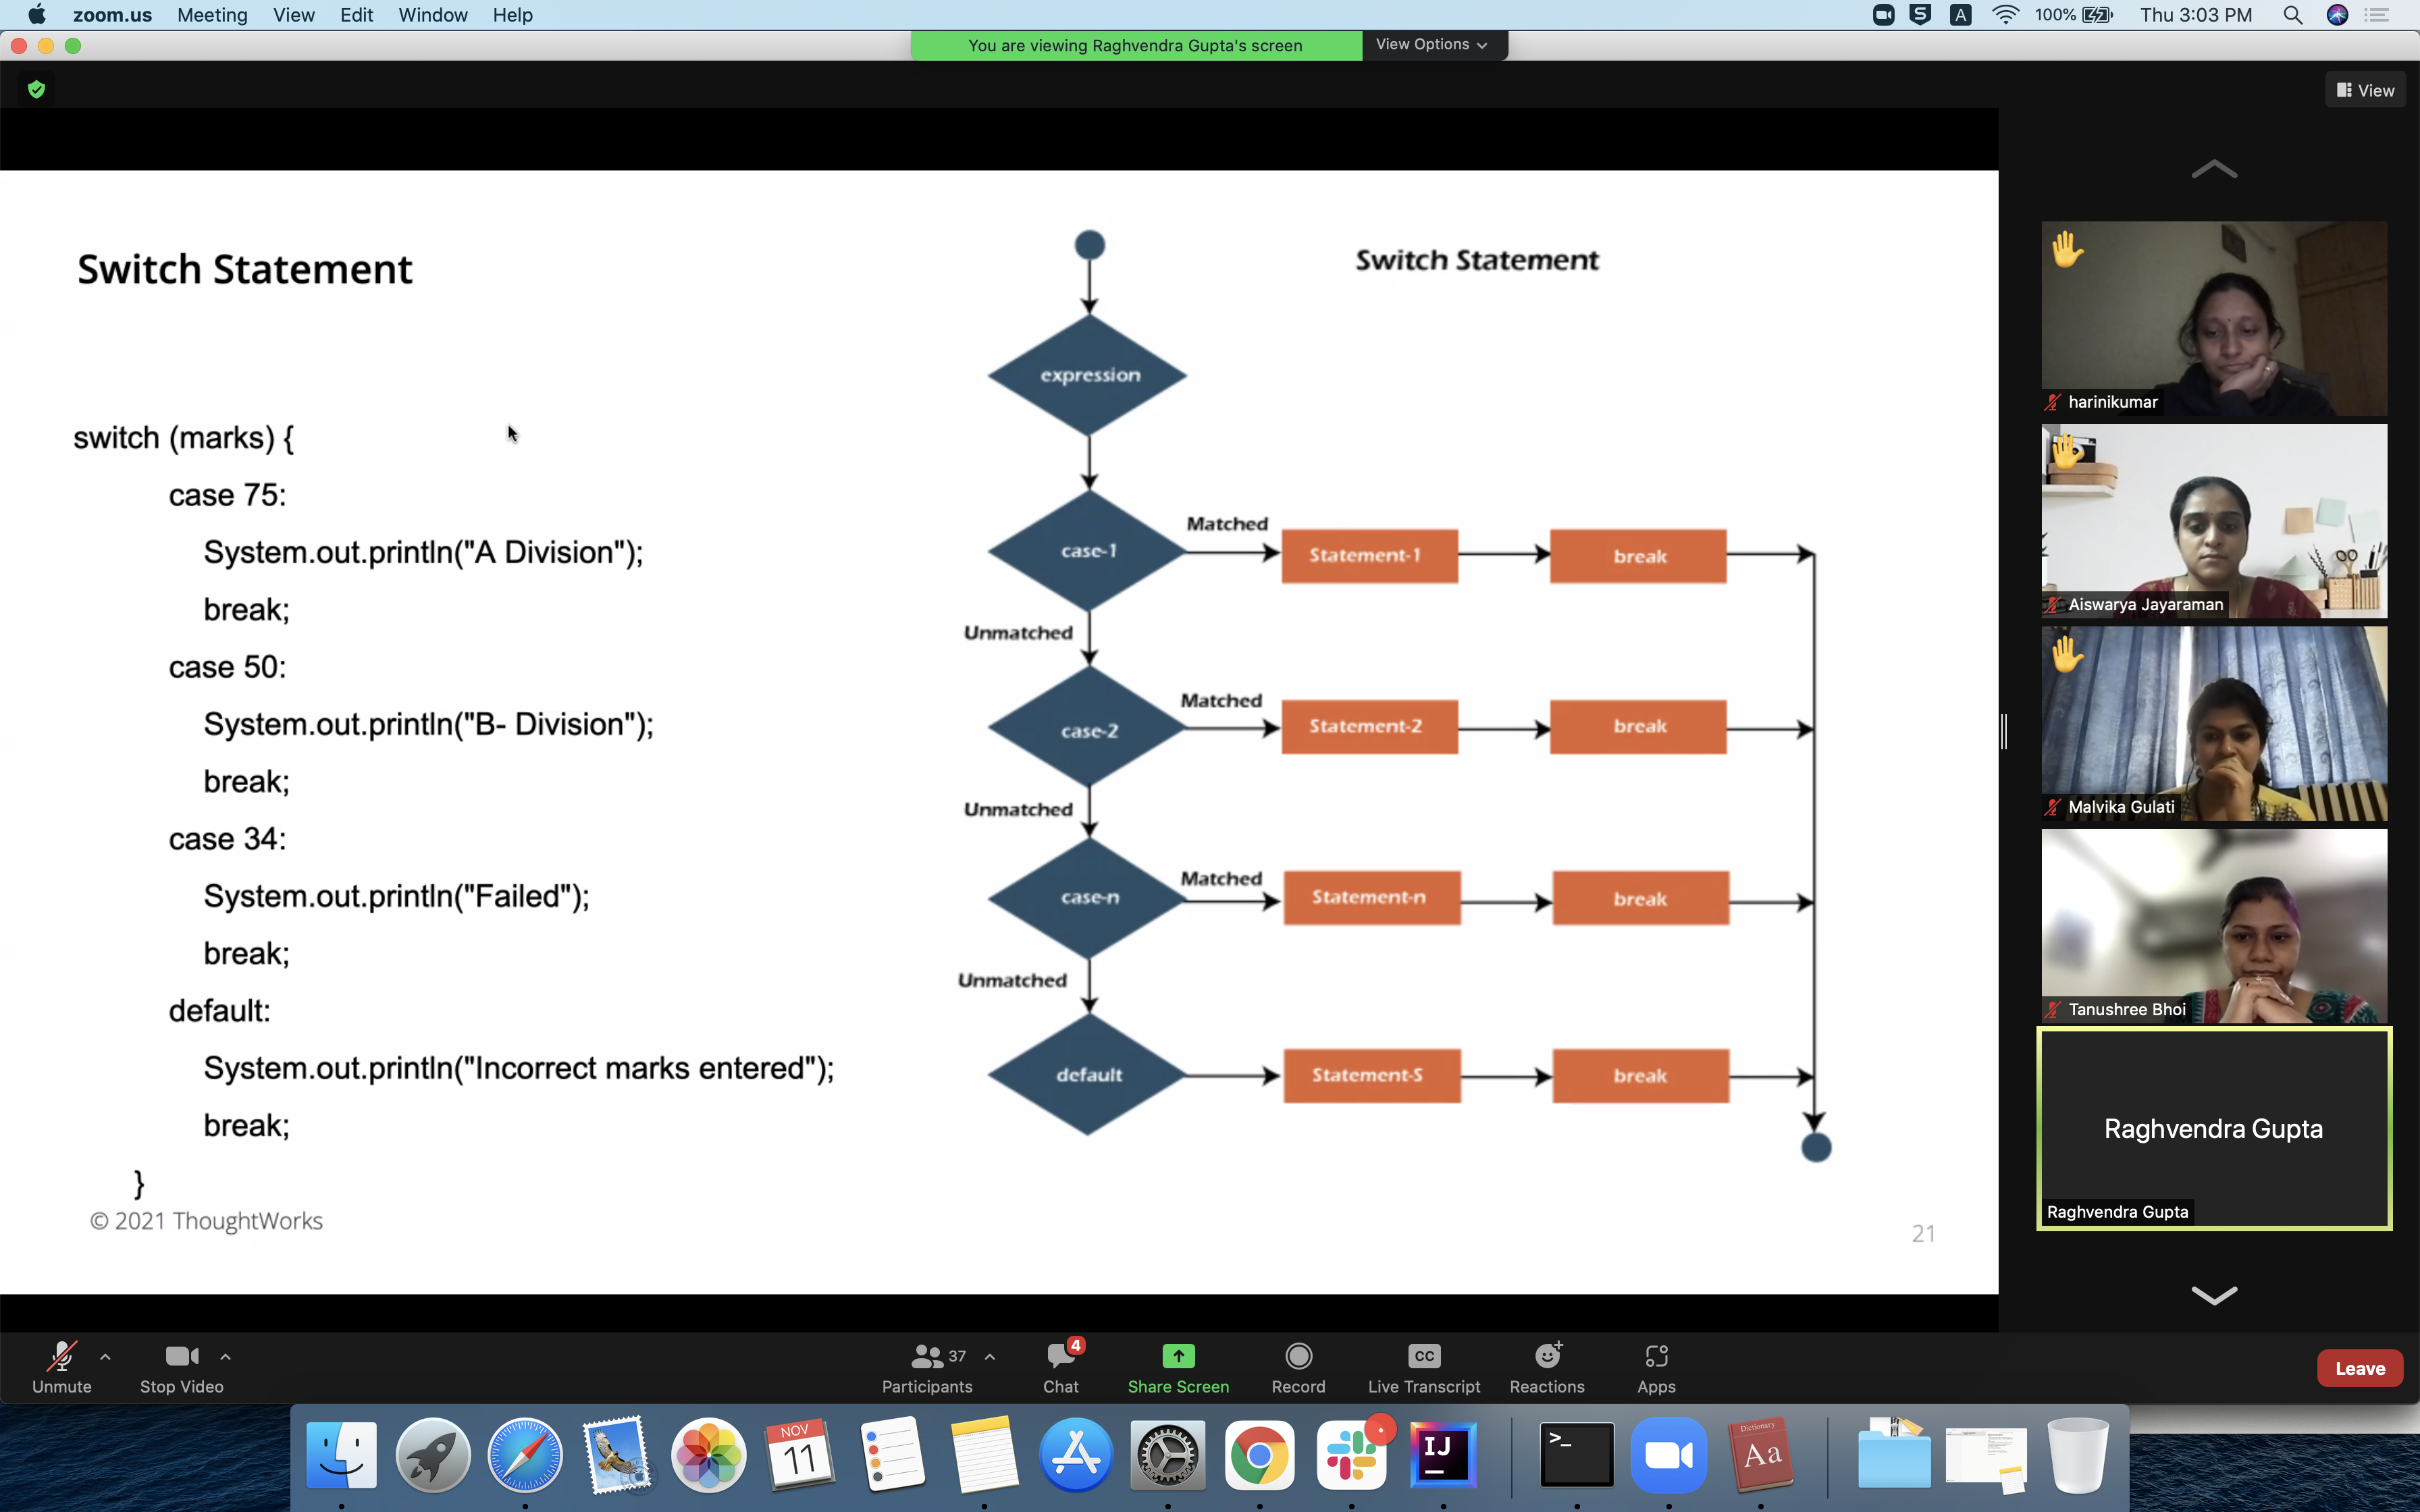 zoom.us Meeting View Edit Window Help
S A 100% Thu 3:03 PM
You are viewing Raghvendra Gupta's screen View Options
View
Switch Statement
switch (marks) {
case 75:
System.out.println("A Division");
break;
case 50:
System.out.println("B- Division");
break;
case 34:
System.out.println("Failed");
break;
default:
System.out.println("Incorrect marks entered");
break;
}
© 2021 ThoughtWorks
Switch Statement
expression
case-1
Matched
Statement-1
break
Unmatched
case-2
Matched
Statement-2
break
Unmatched
case-n
Matched
Statement-n
break
Unmatched
default
Statement-S
break
21
harinikumar
Aiswarya Jayaraman
Malvika Gulati
Tanushree Bhoi
Raghvendra Gupta
Raghvendra Gupta
Unmute
Stop Video
37
Participants
4
Chat
Share Screen
Record
CC
Live Transcript
Reactions
Apps
Leave
NOV
11
IJ
>_
Dictionary
Aa